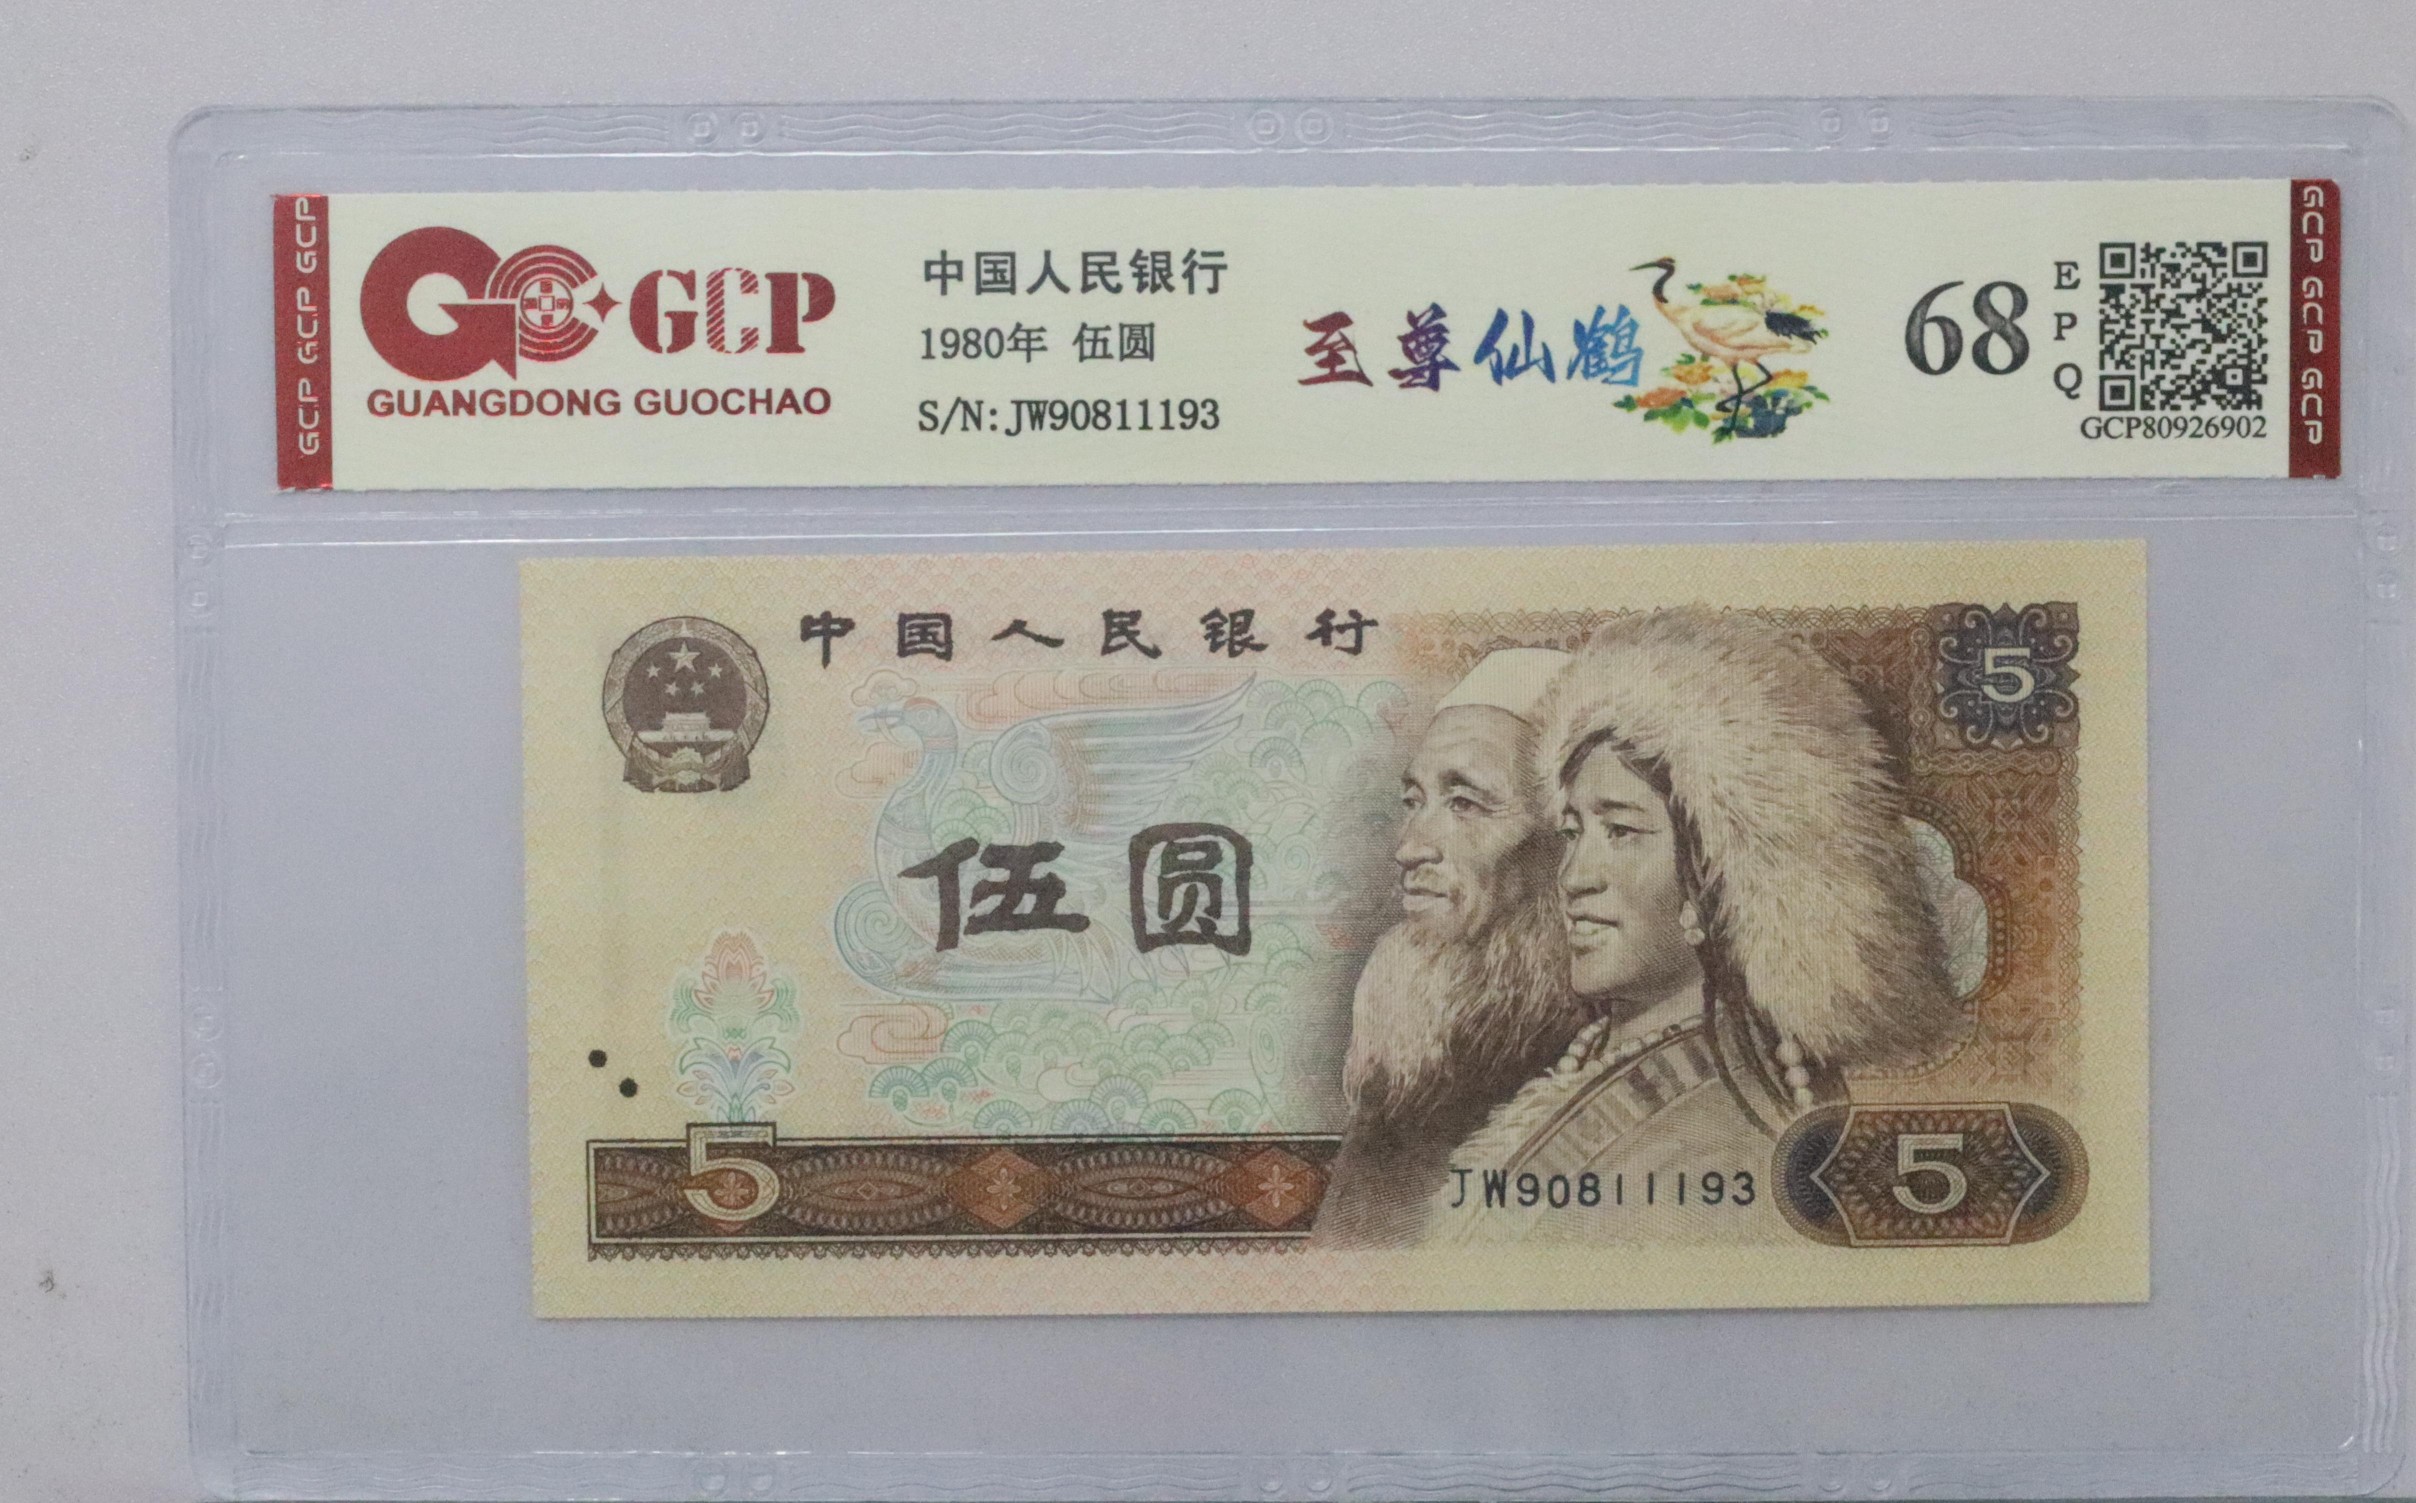 GCP GCP GCP
GCP
GUANGDONG GUOCHAO
中国人民银行
1980年 伍圆
S/N:JW90811193
至尊仙鹤
68
E
P
Q
GCP80926902
GCP GCP GCP
中国人民银行
5
伍圆
5
JW90811193
5